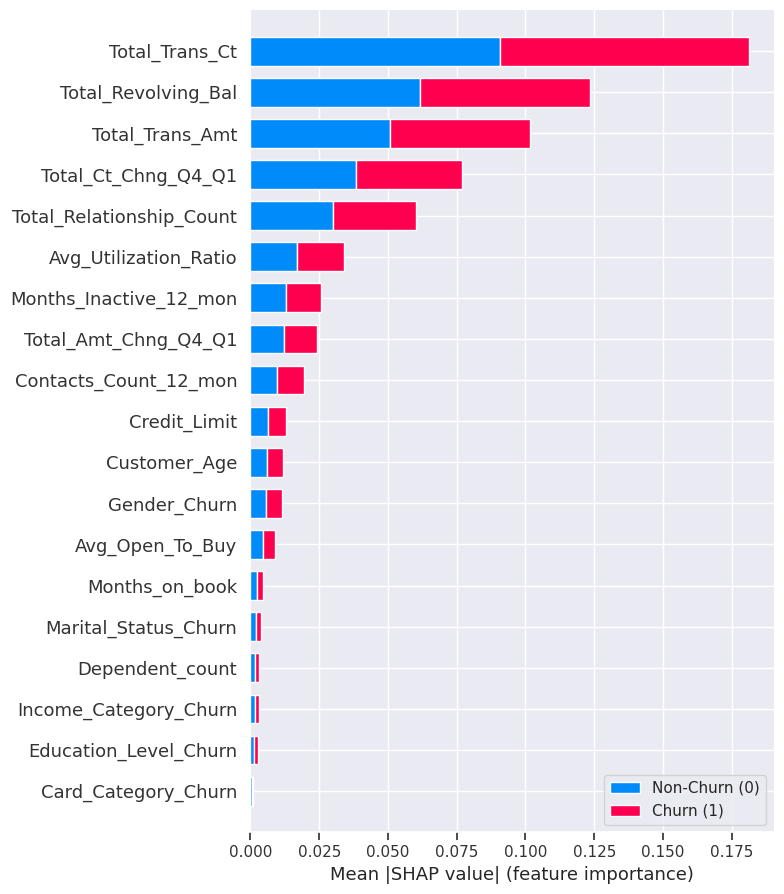 Total_Trans_Ct
Total_Revolving_Bal
Total_Trans_Amt
Total_Ct_Chng_Q4_Q1
Total_Relationship_Count
Avg_Utilization_Ratio
Months_Inactive_12_mon
Total_Amt_Chng_Q4_Q1
Contacts_Count_12_mon
Credit_Limit
Customer_Age
Gender_Churn
Avg_Open_To_Buy
Months_on_book
Marital_Status_Churn
Dependent_count
Income_Category_Churn
Education_Level_Churn
Card_Category_Churn
Non-Churn (0)
Churn (1)
0.000 0.025 0.050 0.075 0.100 0.125 0.150 0.175
Mean |SHAP value| (feature importance)